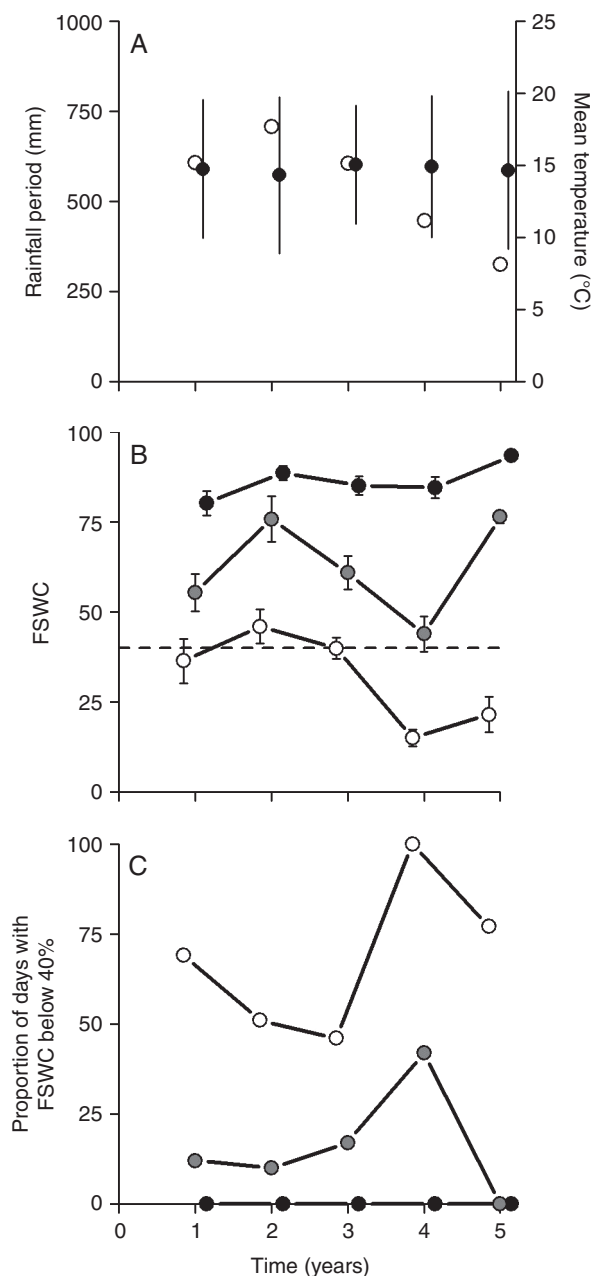 A
1000
750
500
250
0
Rainfall period (mm)
25
20
15
10
5
0
Mean temperature (°C)
B
100
75
50
25
0
FSWC
C
100
75
50
25
0
Proportion of days with
FSWC below 40%
0 1 2 3 4 5
Time (years)